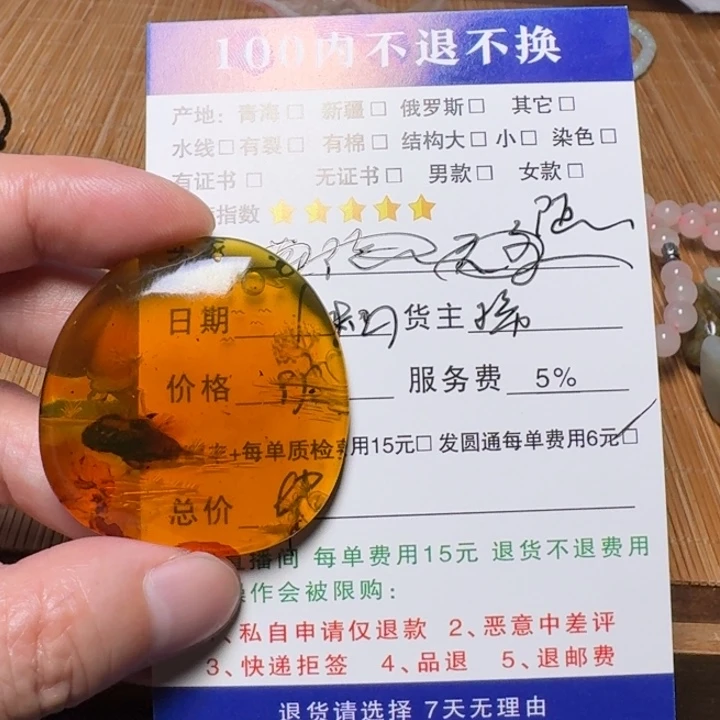 100内不退不换
产地：青海□ 新疆□ 俄罗斯□ 其它□
水线□有裂□ 有棉□ 结构大□ 小□ 染色□
有证书□ 无证书□ 男款□ 女款□
指数
日期 货主
价格 服务费 5%
+每单质检费用15元□ 发圆通每单费用6元□
总价
直播间 每单费用15元 退货不退费用
操作会被限购：
、私自申请仅退款 2、恶意中差评
3、快递拒签 4、品退 5、退邮费
退货请选择 7天无理由